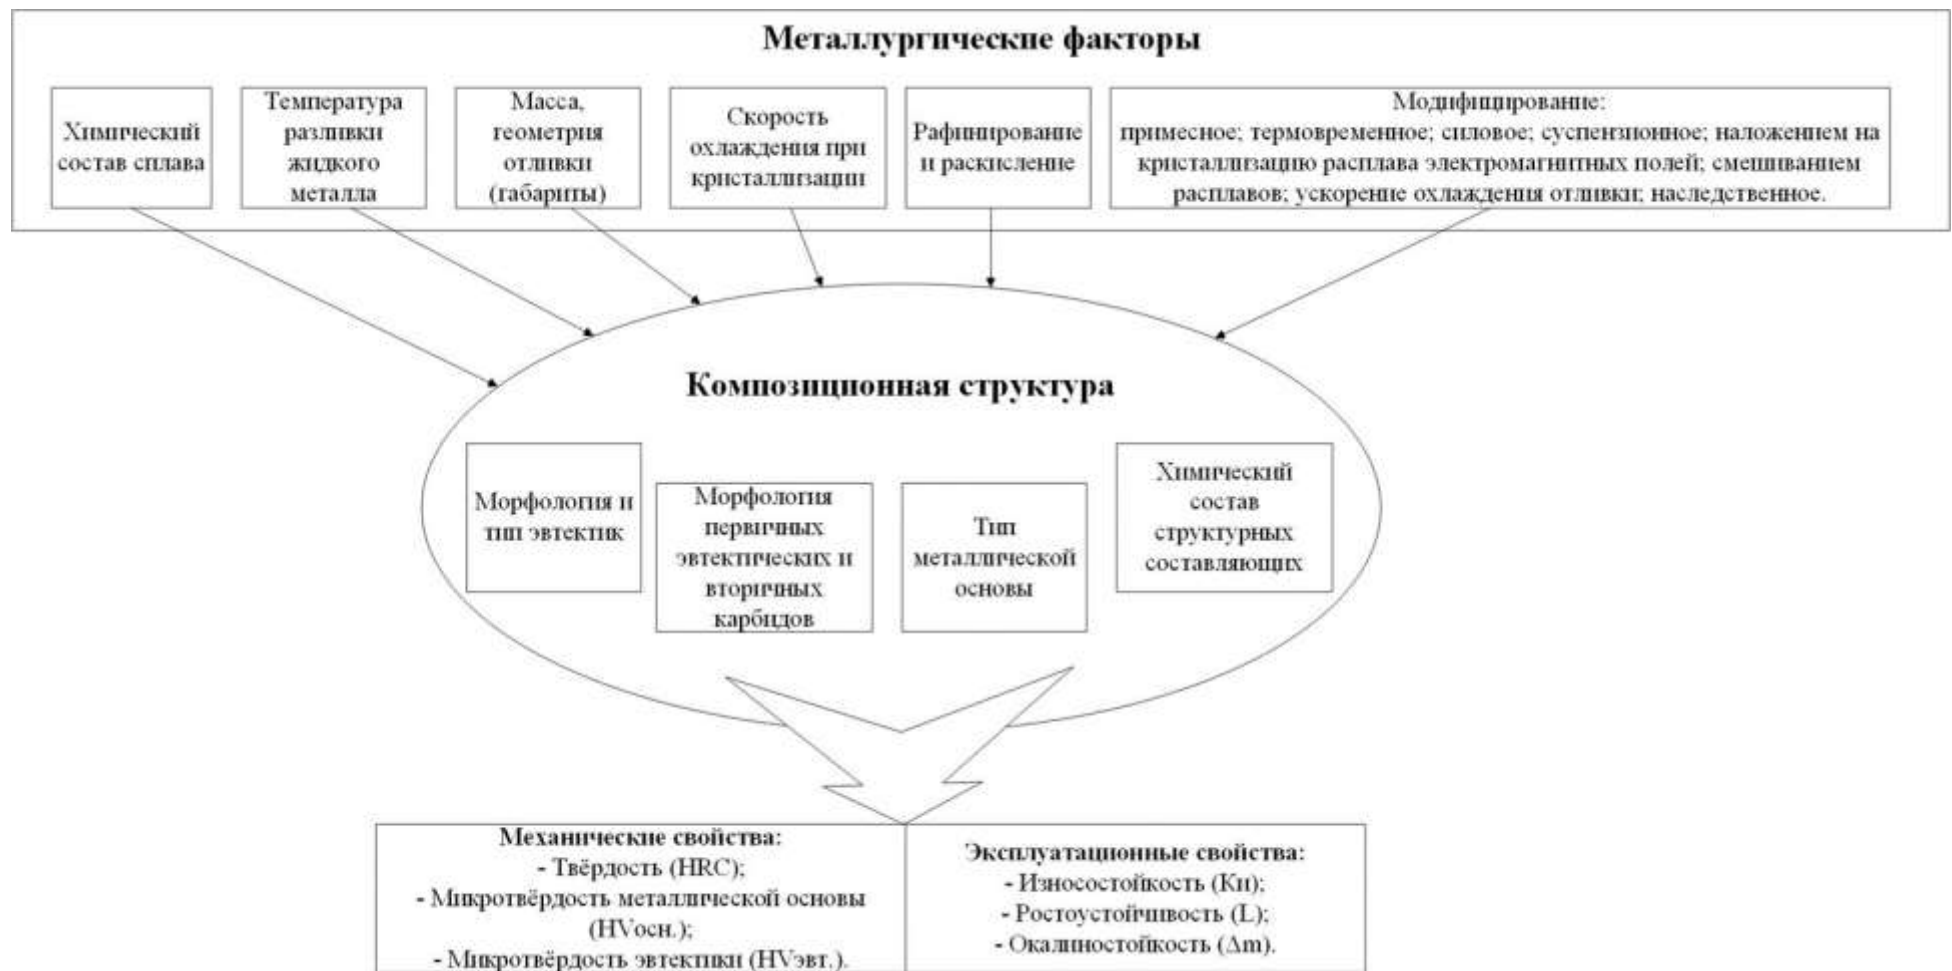 Металлургические факторы
Химический
состав сплава
Температура
разливки
жидкого
металла
Масса,
геометрия
отливки
(габариты)
Скорость
охлаждения при
кристаллизации
Рафинирование
и раскисление
Модифицирование:
примесное; термовременное; силовое; суспензионное; наложением на
кристаллизацию расплава электромагнитных полей; смешиванием
расплавов; ускорение охлаждения отливки; наследственное.
Композиционная структура
Морфология и
тип эвтектик
Морфология
первичных
эвтектических и
вторичных
карбидов
Тип
металлической
основы
Химический
состав
структурных
составляющих
Механические свойства:
- Твёрдость (HRC);
- Микротвёрдость металлической основы
(HVосн.);
- Микротвёрдость эвтектики (HVэвт.).
Эксплуатационные свойства:
- Износостойкость (Ки);
- Ростоустойчивость (L);
- Окалиностойкость (Δm).